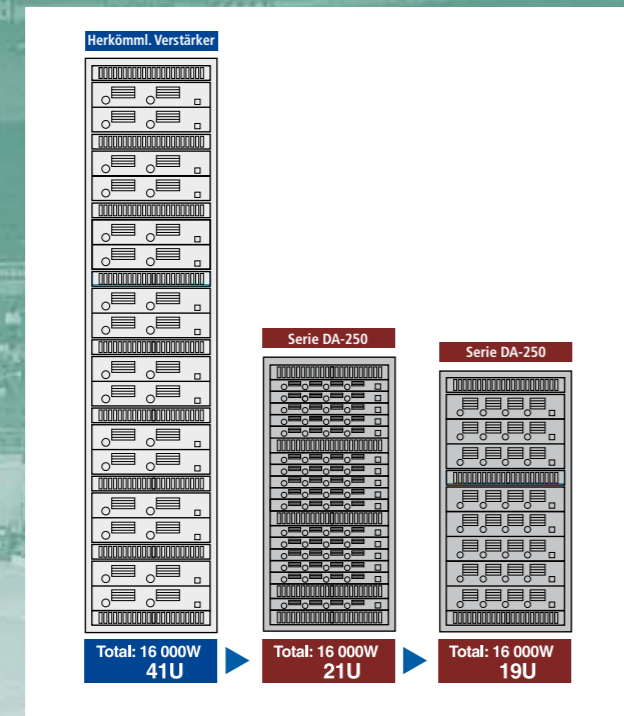 Herkömml. Verstärker
Serie DA-250
Serie DA-250
Total: 16 000W
41U
Total: 16 000W
21U
Total: 16 000W
19U